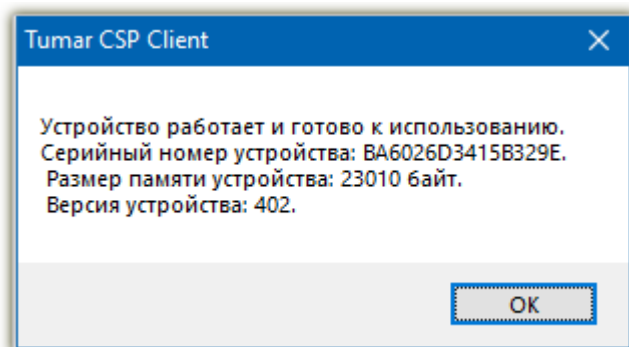 Tumar CSP Client
Устройство работает и готово к использованию.
Серийный номер устройства: BA6026D3415B329E.
Размер памяти устройства: 23010 байт.
Версия устройства: 402.
OK